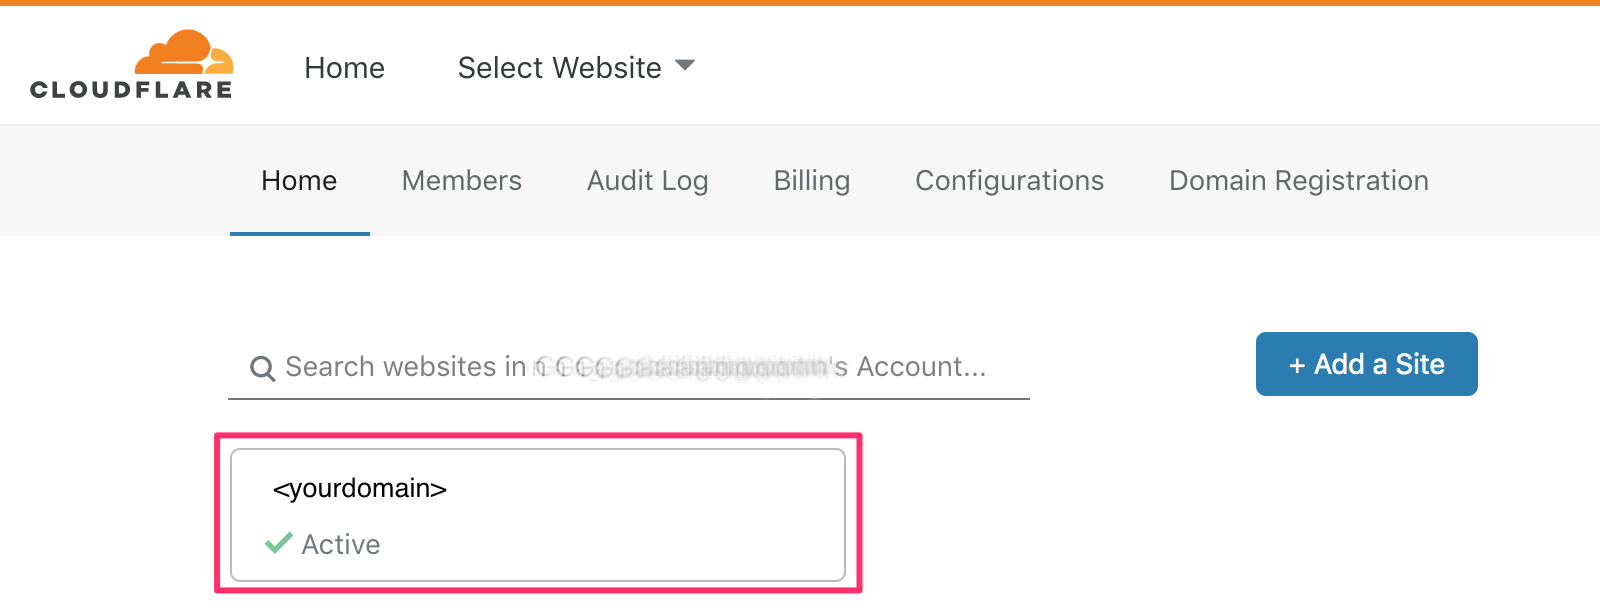 CLOUDFLARE
Home Select Website
Home Members Audit Log Billing Configurations Domain Registration
Search websites in 's Account...
+ Add a Site
<yourdomain>
Active